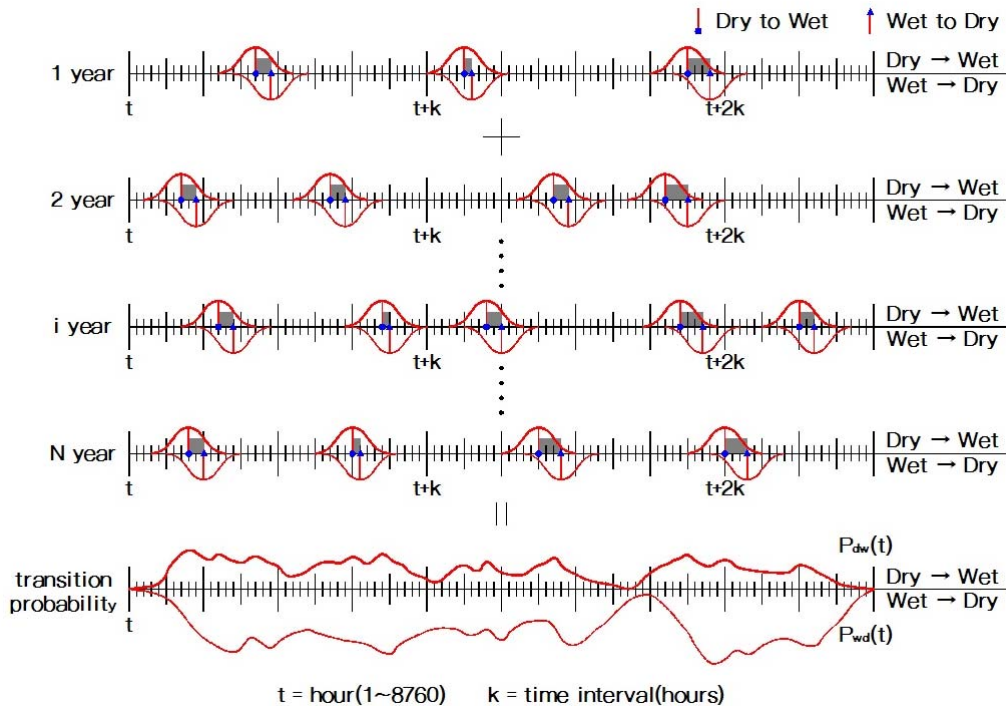 Dry to Wet Wet to Dry
1 year Dry → Wet
Wet → Dry
t t+k t+2k
2 year Dry → Wet
Wet → Dry
t t+k t+2k
i year Dry → Wet
Wet → Dry
t t+k t+2k
N year Dry → Wet
Wet → Dry
t t+k t+2k
Pdw(t)
transition Dry → Wet
probability Wet → Dry
t Pwd(t)
t = hour(1~8760) k = time interval(hours)